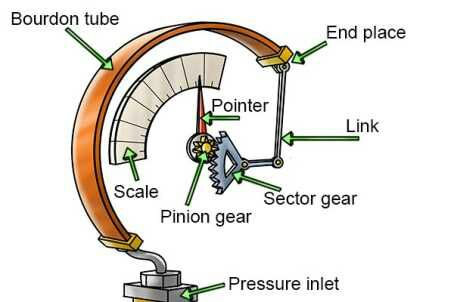 Bourdon tube
End place
Pointer
Link
Scale
Sector gear
Pinion gear
Pressure inlet